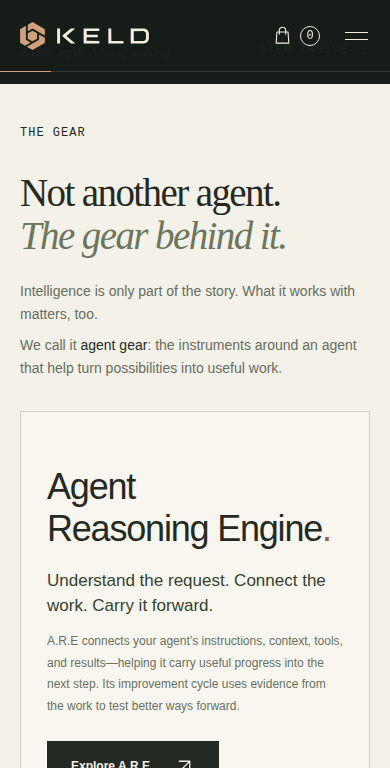 KELD
0
THE GEAR
Not another agent.
The gear behind it.
Intelligence is only part of the story. What it works with
matters, too.
We call it agent gear: the instruments around an agent
that help turn possibilities into useful work.
Agent
Reasoning Engine.
Understand the request. Connect the
work. Carry it forward.
A.R.E connects your agent’s instructions, context, tools,
and results—helping it carry useful progress into the
next step. Its improvement cycle uses evidence from
the work to test better ways forward.
Explore A.R.E